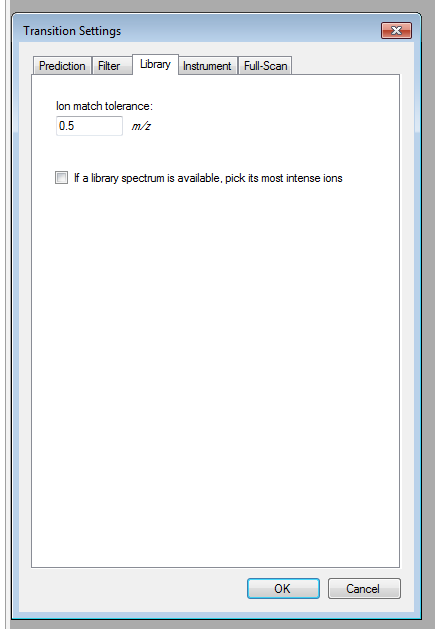 Transition Settings
Prediction Filter Library Instrument Full-Scan
Ion match tolerance:
0.5 m/z
If a library spectrum is available, pick its most intense ions
OK Cancel